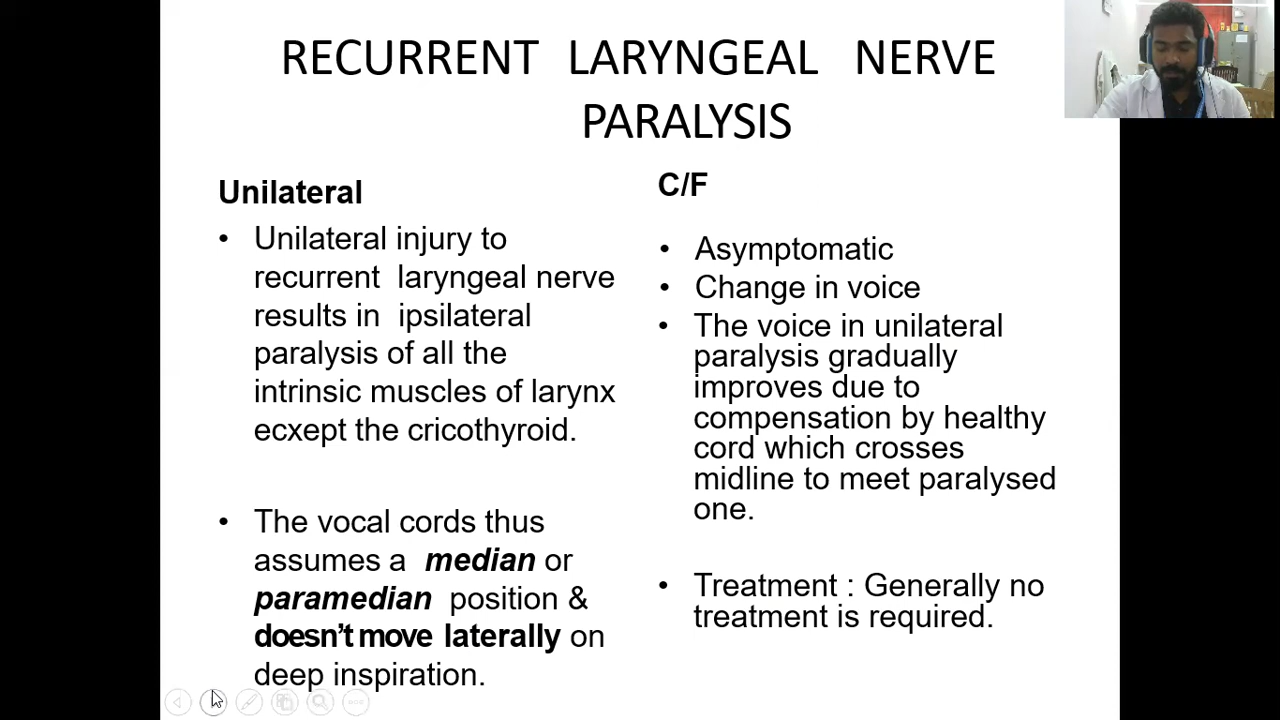 RECURRENT LARYNGEAL NERVE
PARALYSIS
Unilateral
• Unilateral injury to
recurrent laryngeal nerve
results in ipsilateral
paralysis of all the
intrinsic muscles of larynx
ecxept the cricothyroid.
• The vocal cords thus
assumes a median or
paramedian position &
doesn't move laterally on
deep inspiration.
C/F
• Asymptomatic
• Change in voice
• The voice in unilateral
paralysis gradually
improves due to
compensation by healthy
cord which crosses
midline to meet paralysed
one.
• Treatment : Generally no
treatment is required.